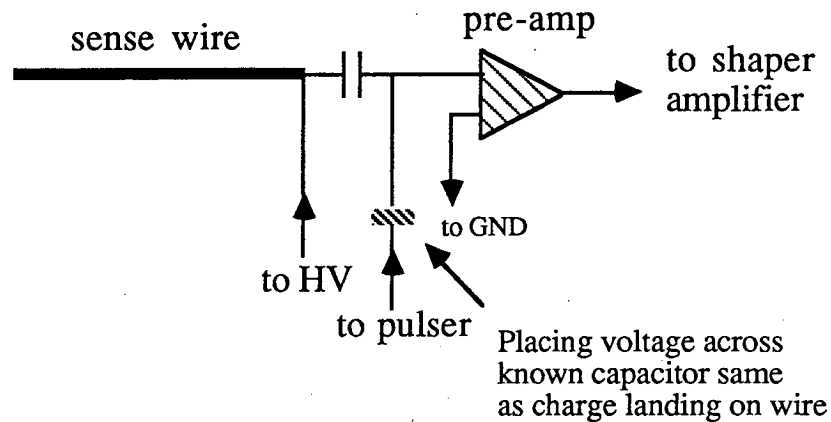 pre-amp
sense wire
to shaper
amplifier
to GND
to HV
to pulser
Placing voltage across
known capacitor same
as charge landing on wire